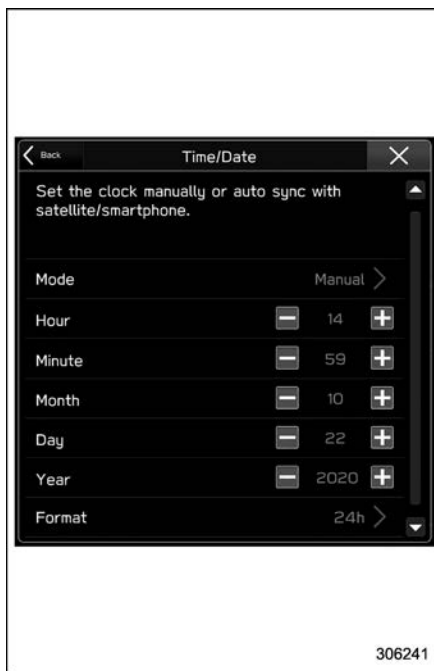 Back Time/Date
Set the clock manually or auto sync with
satellite/smartphone.
Mode Manual
Hour 14
Minute 59
Month 10
Day 22
Year 2020
Format 24h
306241